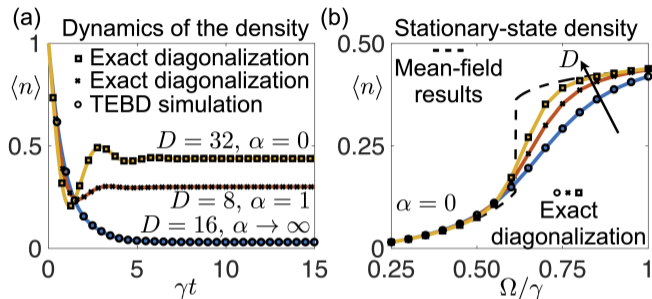 (a) Dynamics of the density
1
⟨n⟩
0.5
0
Exact diagonalization
Exact diagonalization
TEBD simulation
D = 32, α = 0
D = 8, α = 1
D = 16, α → ∞
0 5 10 15
γt
(b) Stationary-state density
0.50
⟨n⟩
0.25
0
Mean-field
results
D
α = 0
Exact
diagonalization
0.25 0.50 0.75 1
Ω/γ